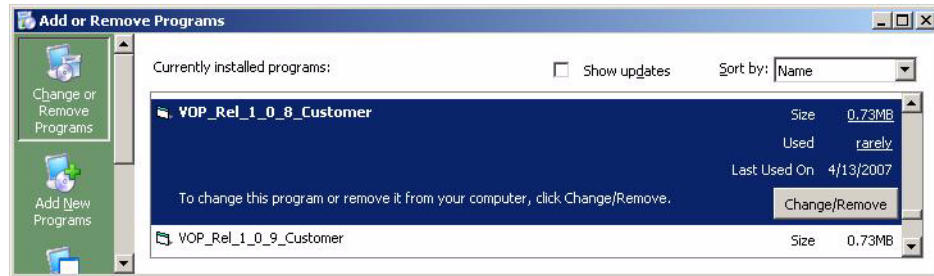 Add or Remove Programs
Change or
Remove
Programs
Add New
Programs
Currently installed programs:
Show updates
Sort by: Name
VOP_Rel_1_0_8_Customer
Size 0.73MB
Used rarely
Last Used On 4/13/2007
To change this program or remove it from your computer, click Change/Remove.
Change/Remove
VOP_Rel_1_0_9_Customer
Size 0.73MB